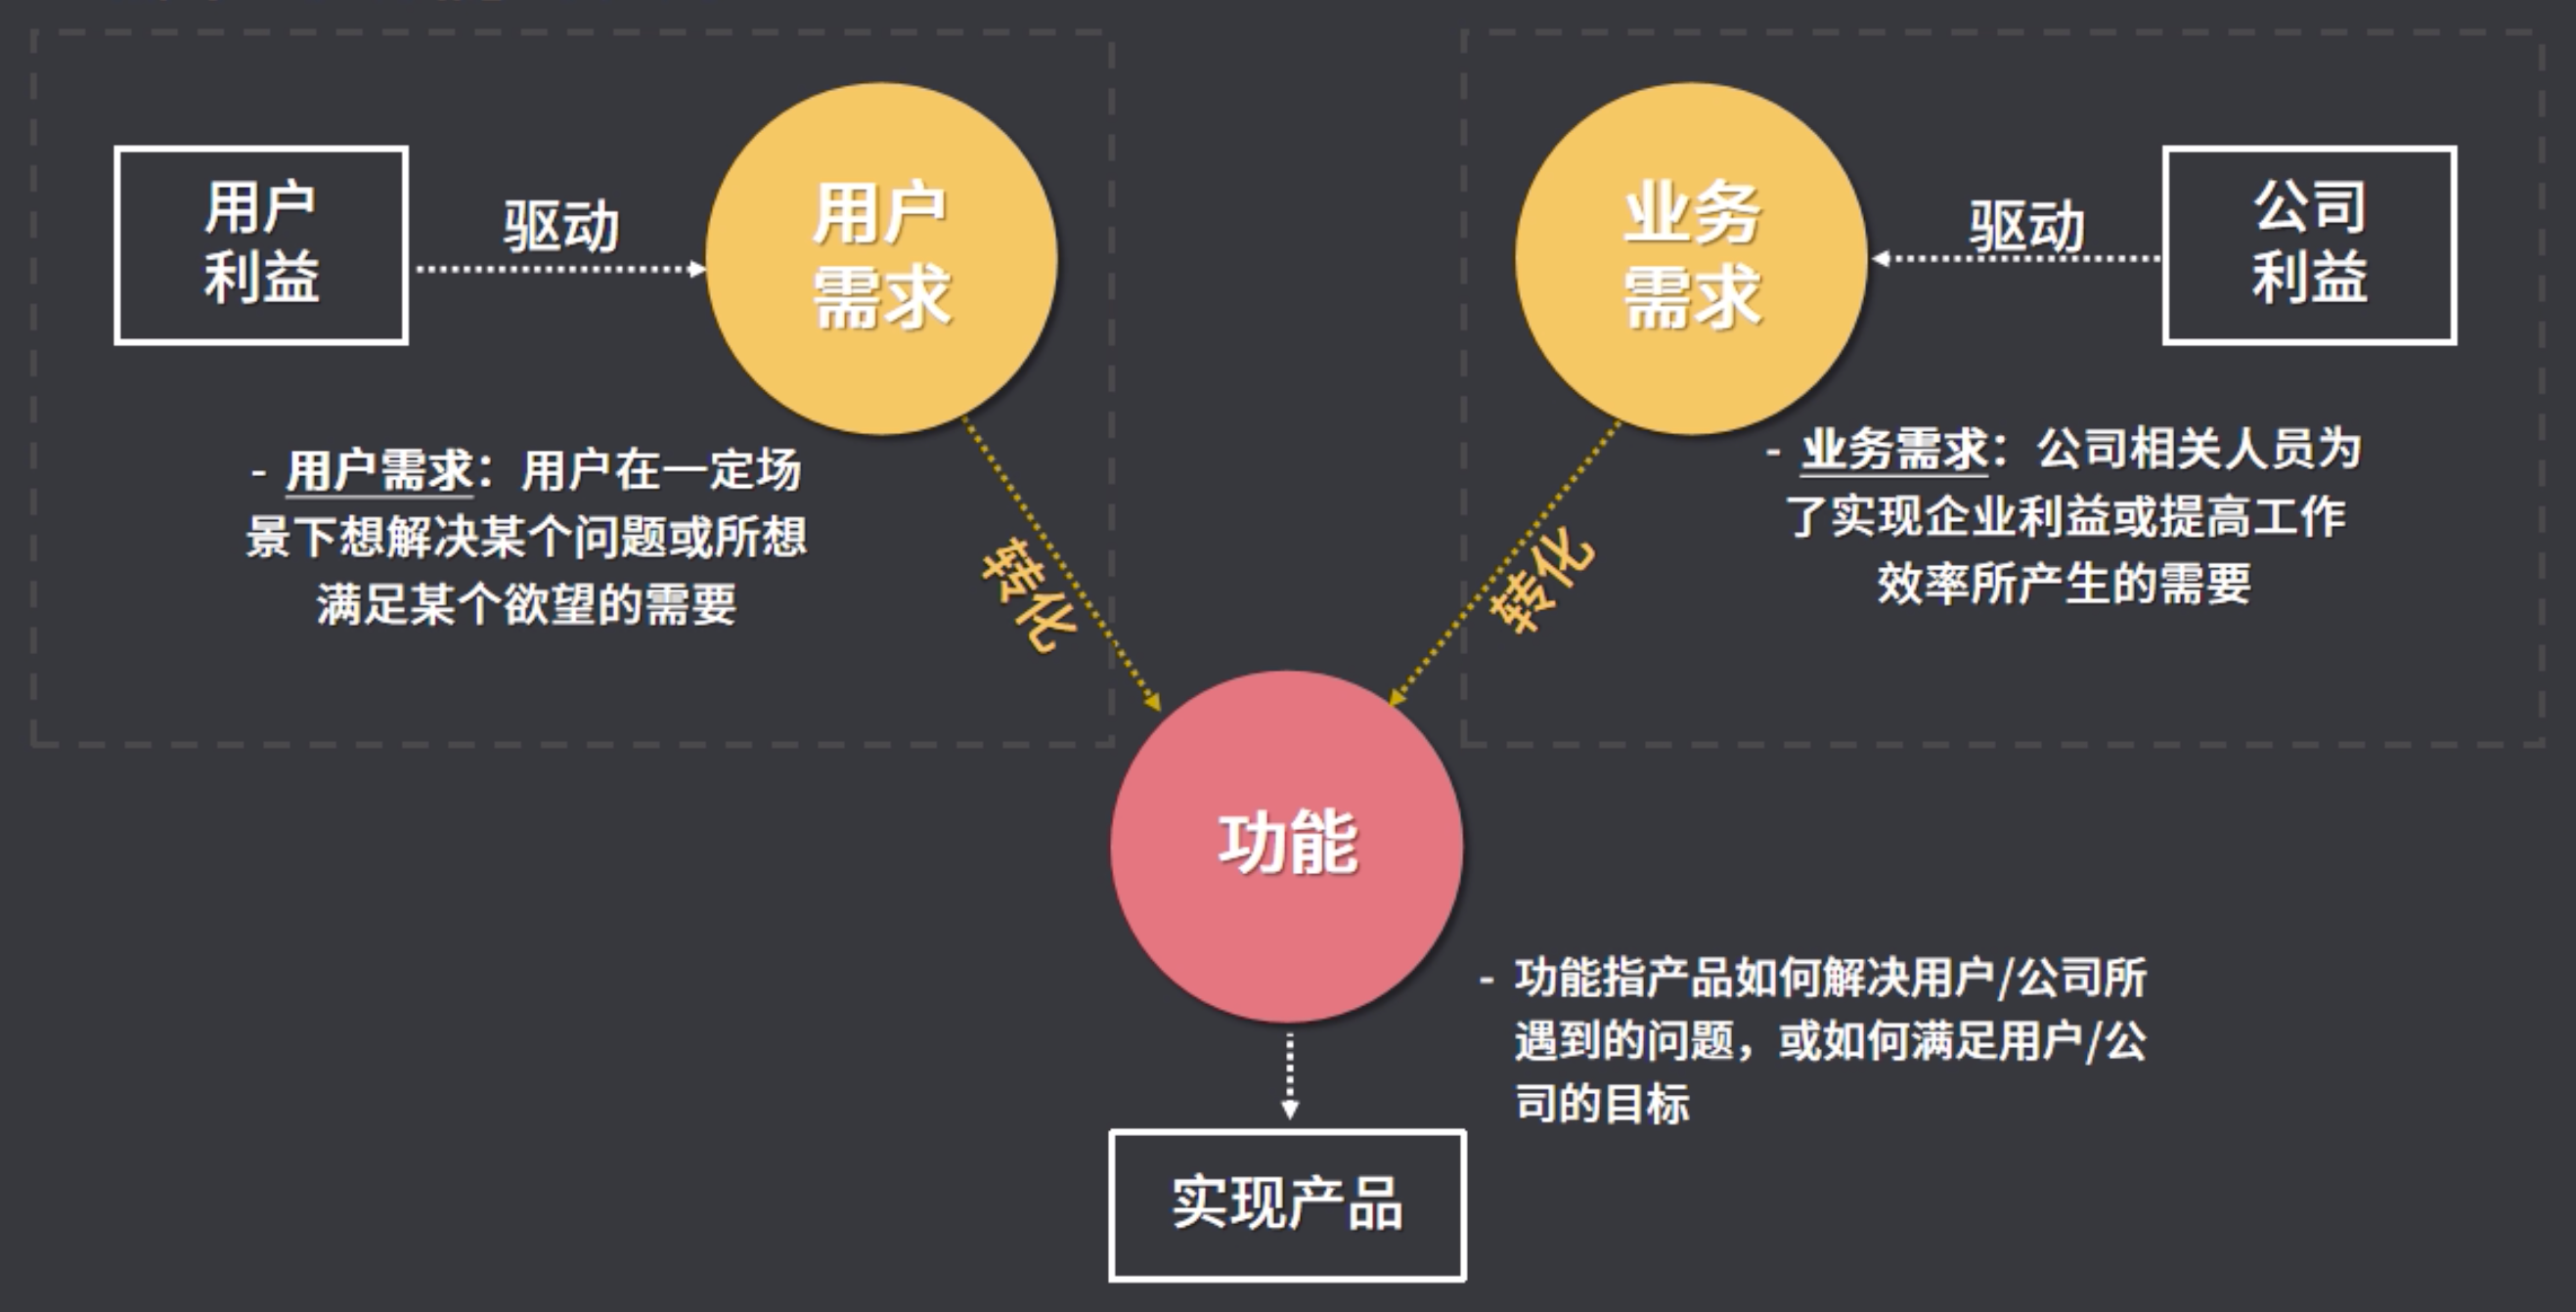 用户
利益
驱动
用户
需求
- 用户需求：用户在一定场
景下想解决某个问题或所想
满足某个欲望的需要
转化
业务
需求
驱动
公司
利益
- 业务需求：公司相关人员为
了实现企业利益或提高工作
效率所产生的需要
转化
功能
- 功能指产品如何解决用户/公司所
遇到的问题，或如何满足用户/公
司的目标
实现产品